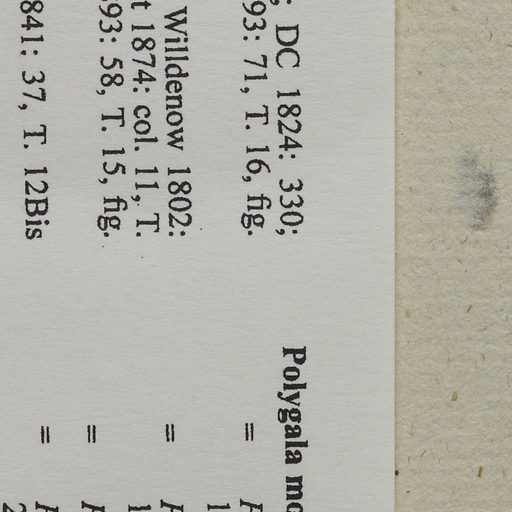 ; DC 1824: 330;
93: 71, T. 16, fig.
Willdenow 1802:
t 1874: col. 11, T.
93: 58, T. 15, fig.
841: 37, T. 12Bis
Polygala mo
=
=
=
=